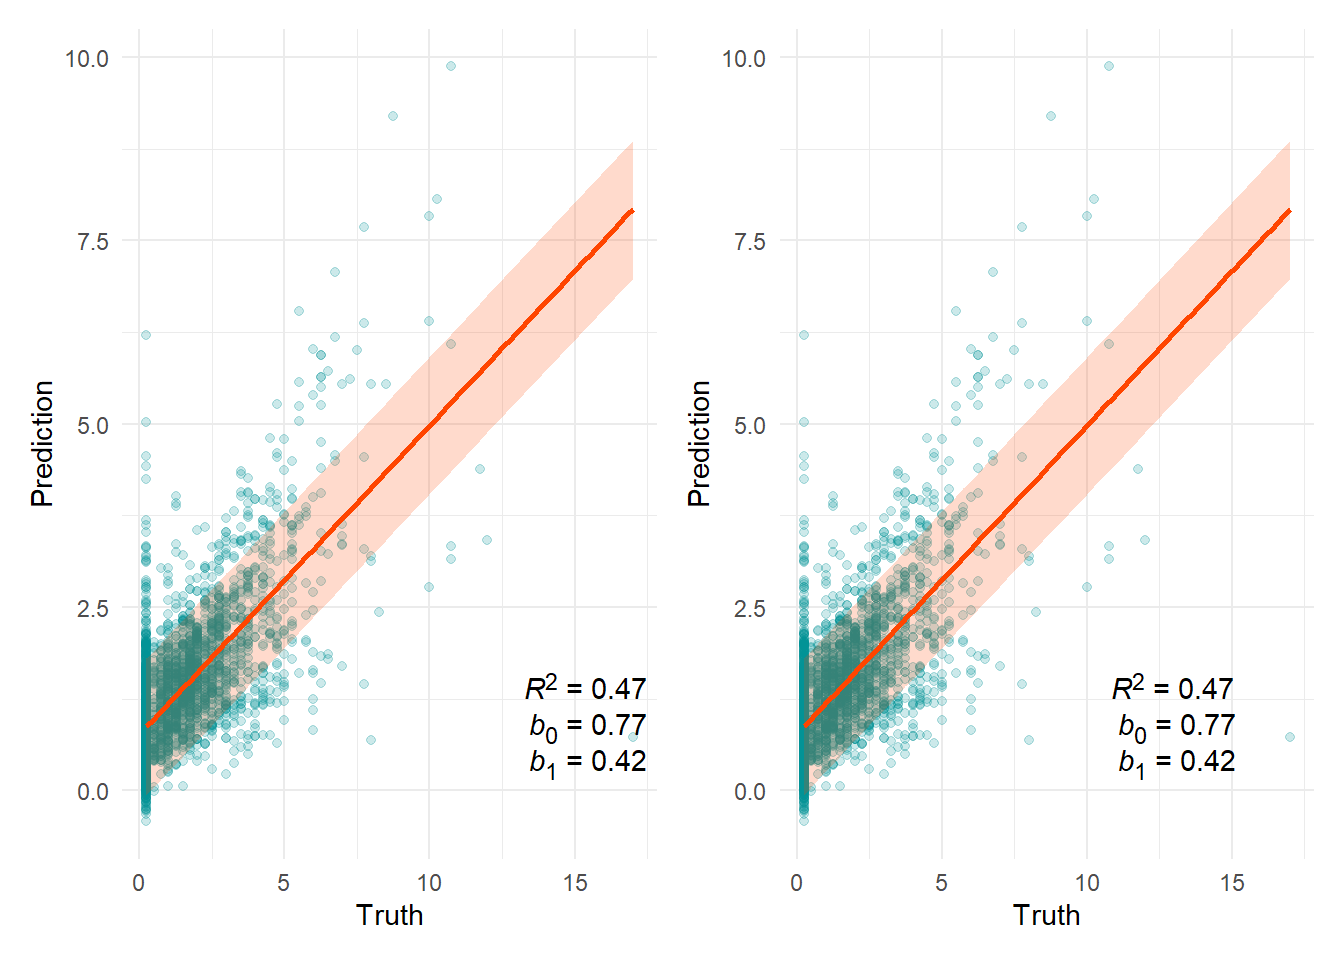 10.0
7.5
5.0
2.5
0.0
Prediction
0
5
10
15
Truth
R² = 0.47
b₀ = 0.77
b₁ = 0.42
10.0
7.5
5.0
2.5
0.0
Prediction
0
5
10
15
Truth
R² = 0.47
b₀ = 0.77
b₁ = 0.42